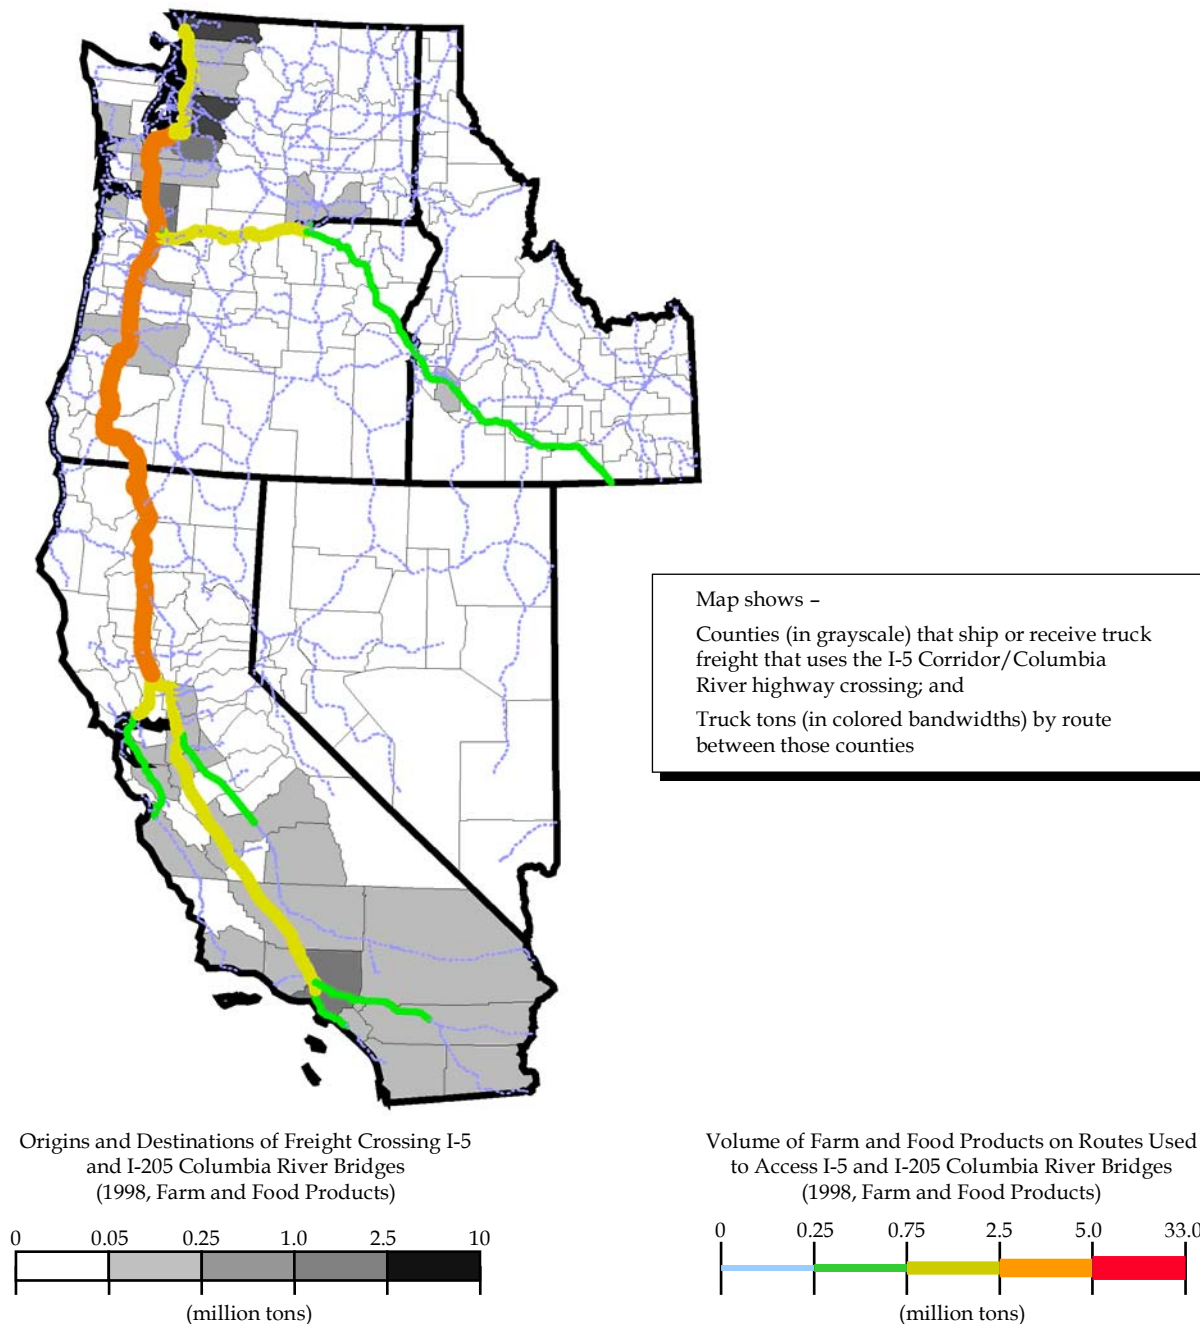 Map shows –
Counties (in grayscale) that ship or receive truck
freight that uses the I-5 Corridor/Columbia
River highway crossing; and
Truck tons (in colored bandwidths) by route
between those counties
Origins and Destinations of Freight Crossing I-5
and I-205 Columbia River Bridges
(1998, Farm and Food Products)
0 0.05 0.25 1.0 2.5 10
(million tons)
Volume of Farm and Food Products on Routes Used
to Access I-5 and I-205 Columbia River Bridges
(1998, Farm and Food Products)
0 0.25 0.75 2.5 5.0 33.0
(million tons)